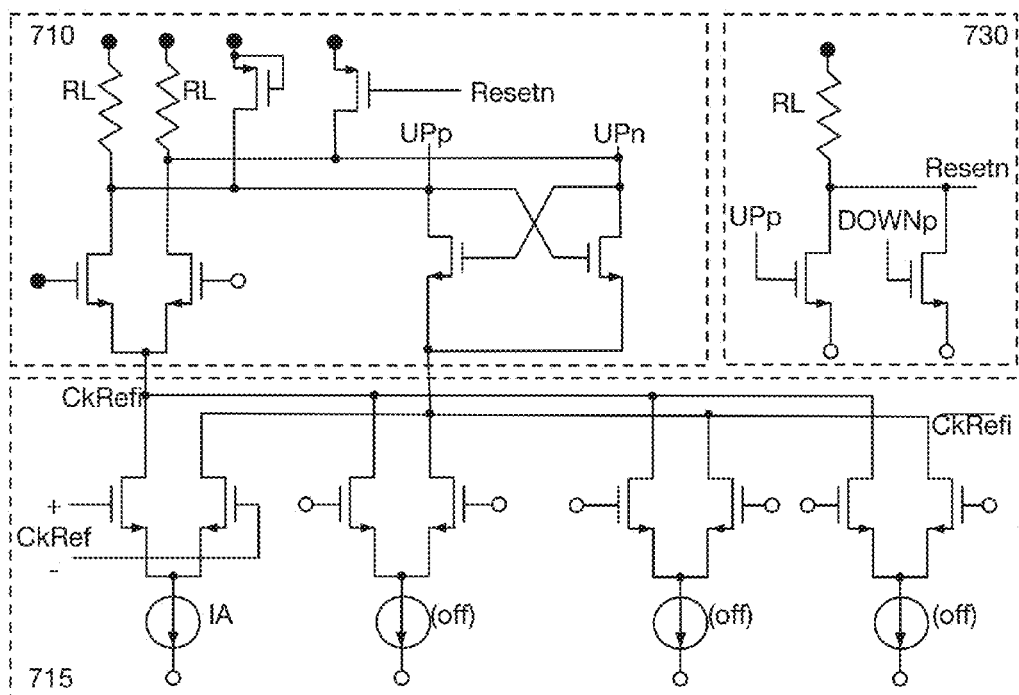 710
730
RL
RL
Resetn
UPp
UPn
RL
Resetn
UPp
DOWNp
CkRefi
CkRefi
+
CkRef
-
IA
(off)
(off)
(off)
715